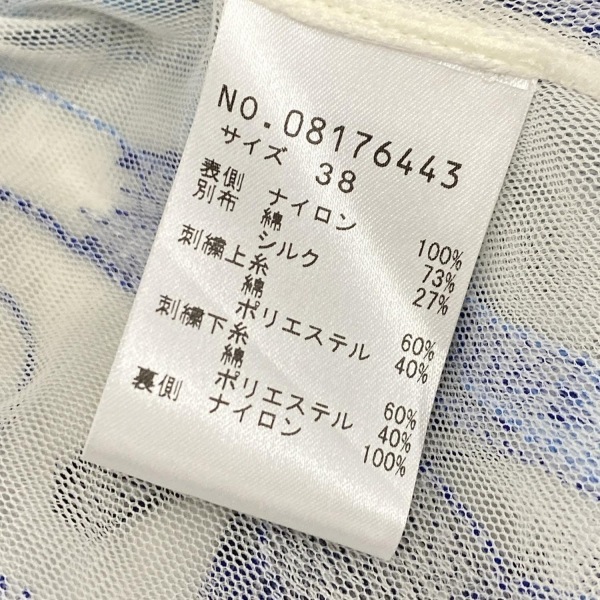 NO.08176443
サイズ 38
表側 ナイロン 100%
別布 綿 73%
シルク 27%
刺繍上糸
綿 60%
ポリエステル 40%
刺繍下糸
綿 60%
ポリエステル 40%
裏側 ナイロン 100%